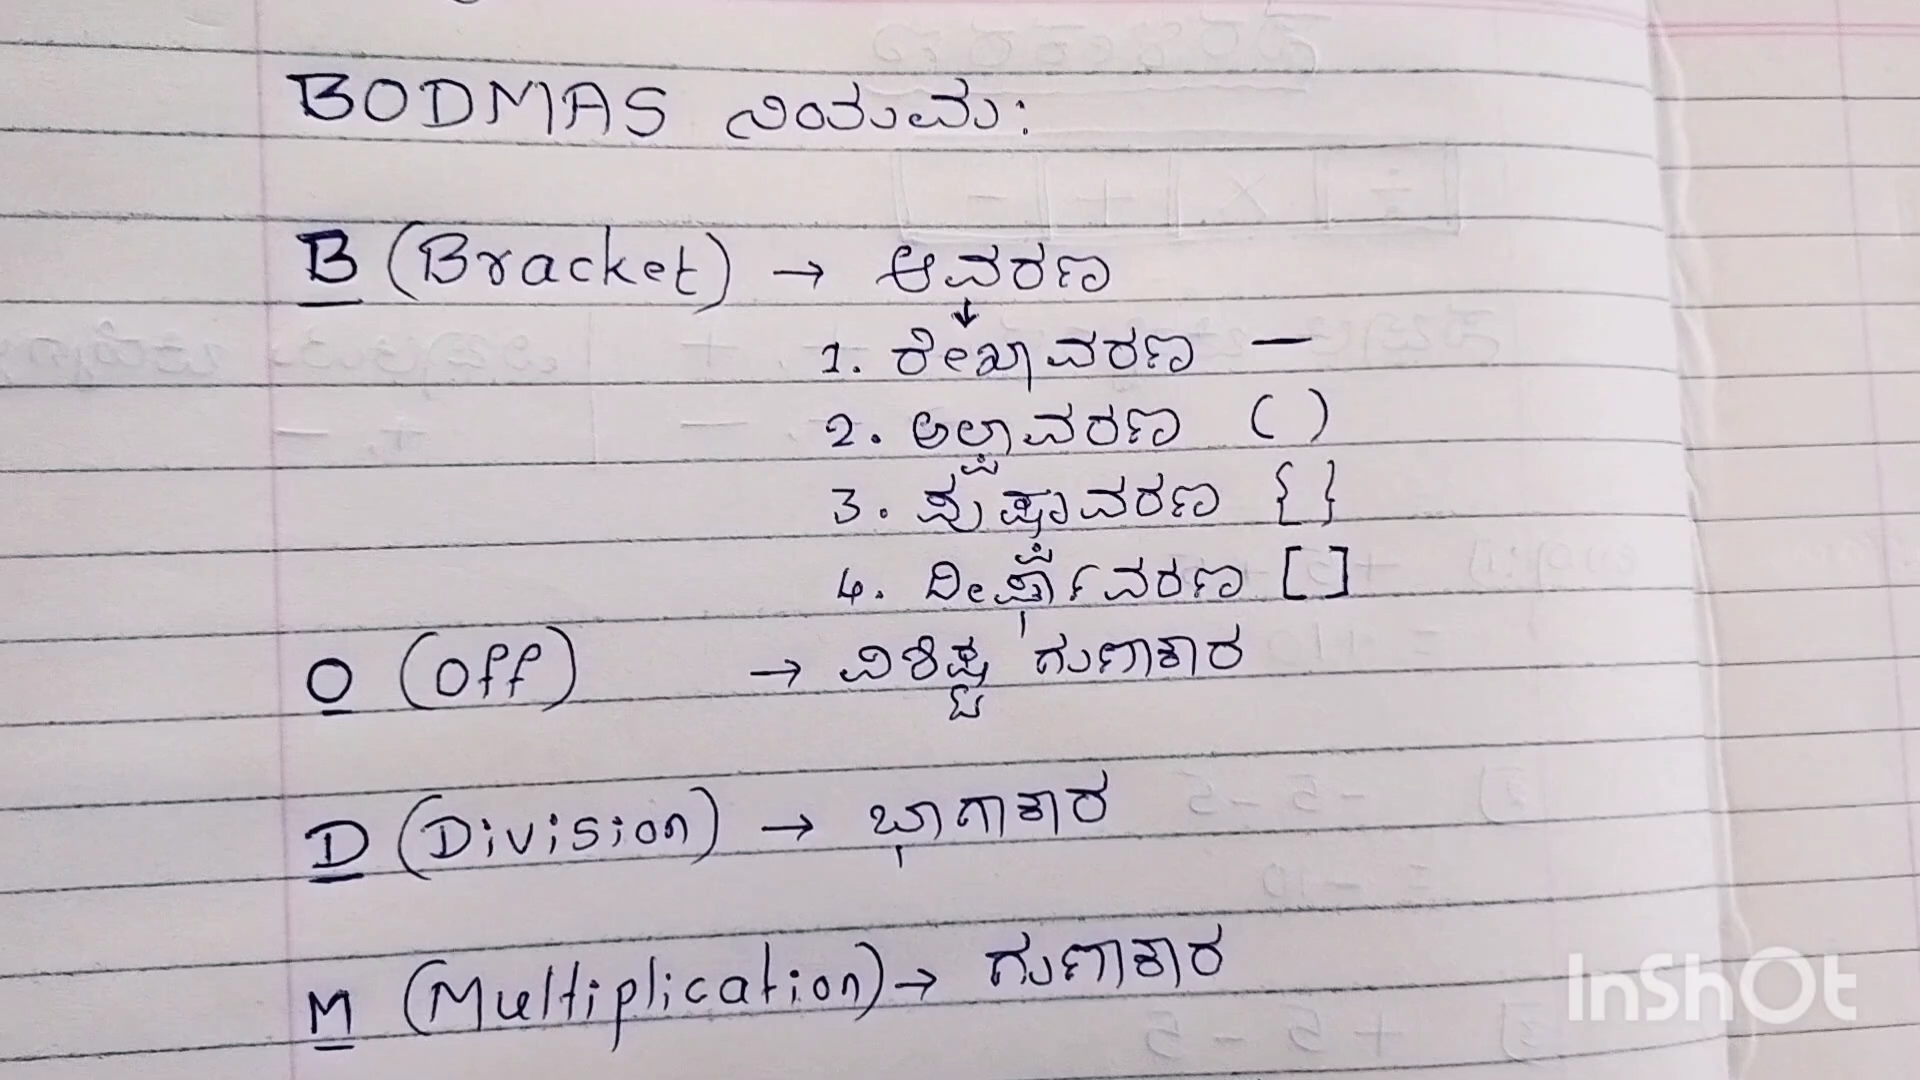 BODMAS ನಿಯಮ:
B (Bracket) → ಆವರಣ
↓
1. ರೇಖಾವರಣ —
2. ಅಲ್ಪಾವರಣ ( )
3. ಪುಷ್ಪಾವರಣ { }
4. ದೀರ್ಘಾವರಣ [ ]
O (Off) → ವಿಶಿಷ್ಟ ಗುಣಾಕಾರ
D (Division) → ಭಾಗಾಕಾರ
M (Multiplication) → ಗುಣಾಕಾರ
InShOt